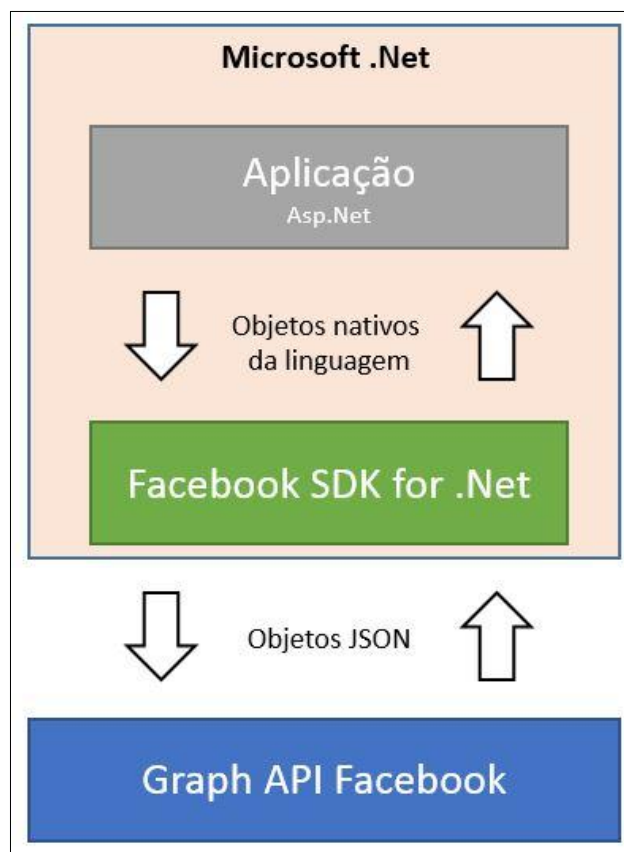 Microsoft .Net
Aplicação
Asp.Net
Objetos nativos
da linguagem
Facebook SDK for .Net
Objetos JSON
Graph API Facebook